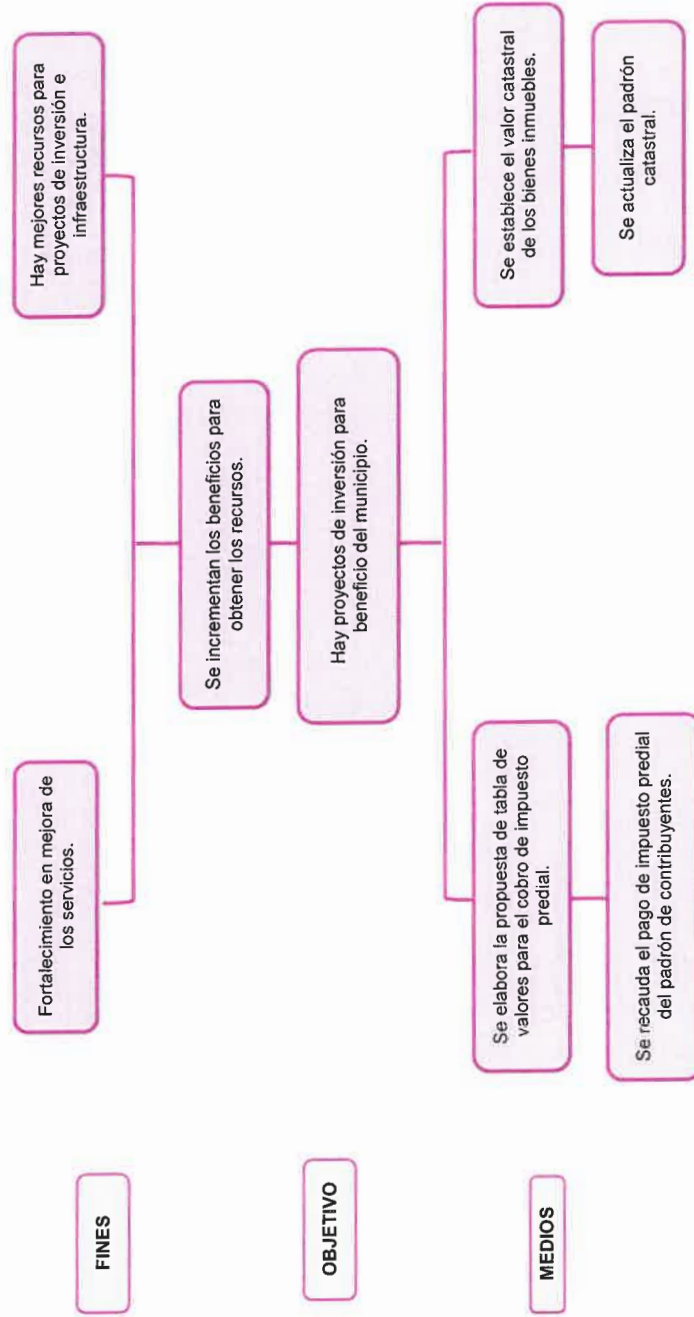 FINES
Fortalecimiento en mejora de
los servicios.
Hay mejores recursos para
proyectos de inversión e
infraestructura.
Se incrementan los beneficios para
obtener los recursos.
OBJETIVO
Hay proyectos de inversión para
beneficio del municipio.
MEDIOS
Se elabora la propuesta de tabla de
valores para el cobro de impuesto
predial.
Se establece el valor catastral
de los bienes inmuebles.
Se recauda el pago de impuesto predial
del padrón de contribuyentes.
Se actualiza el padrón
catastral.